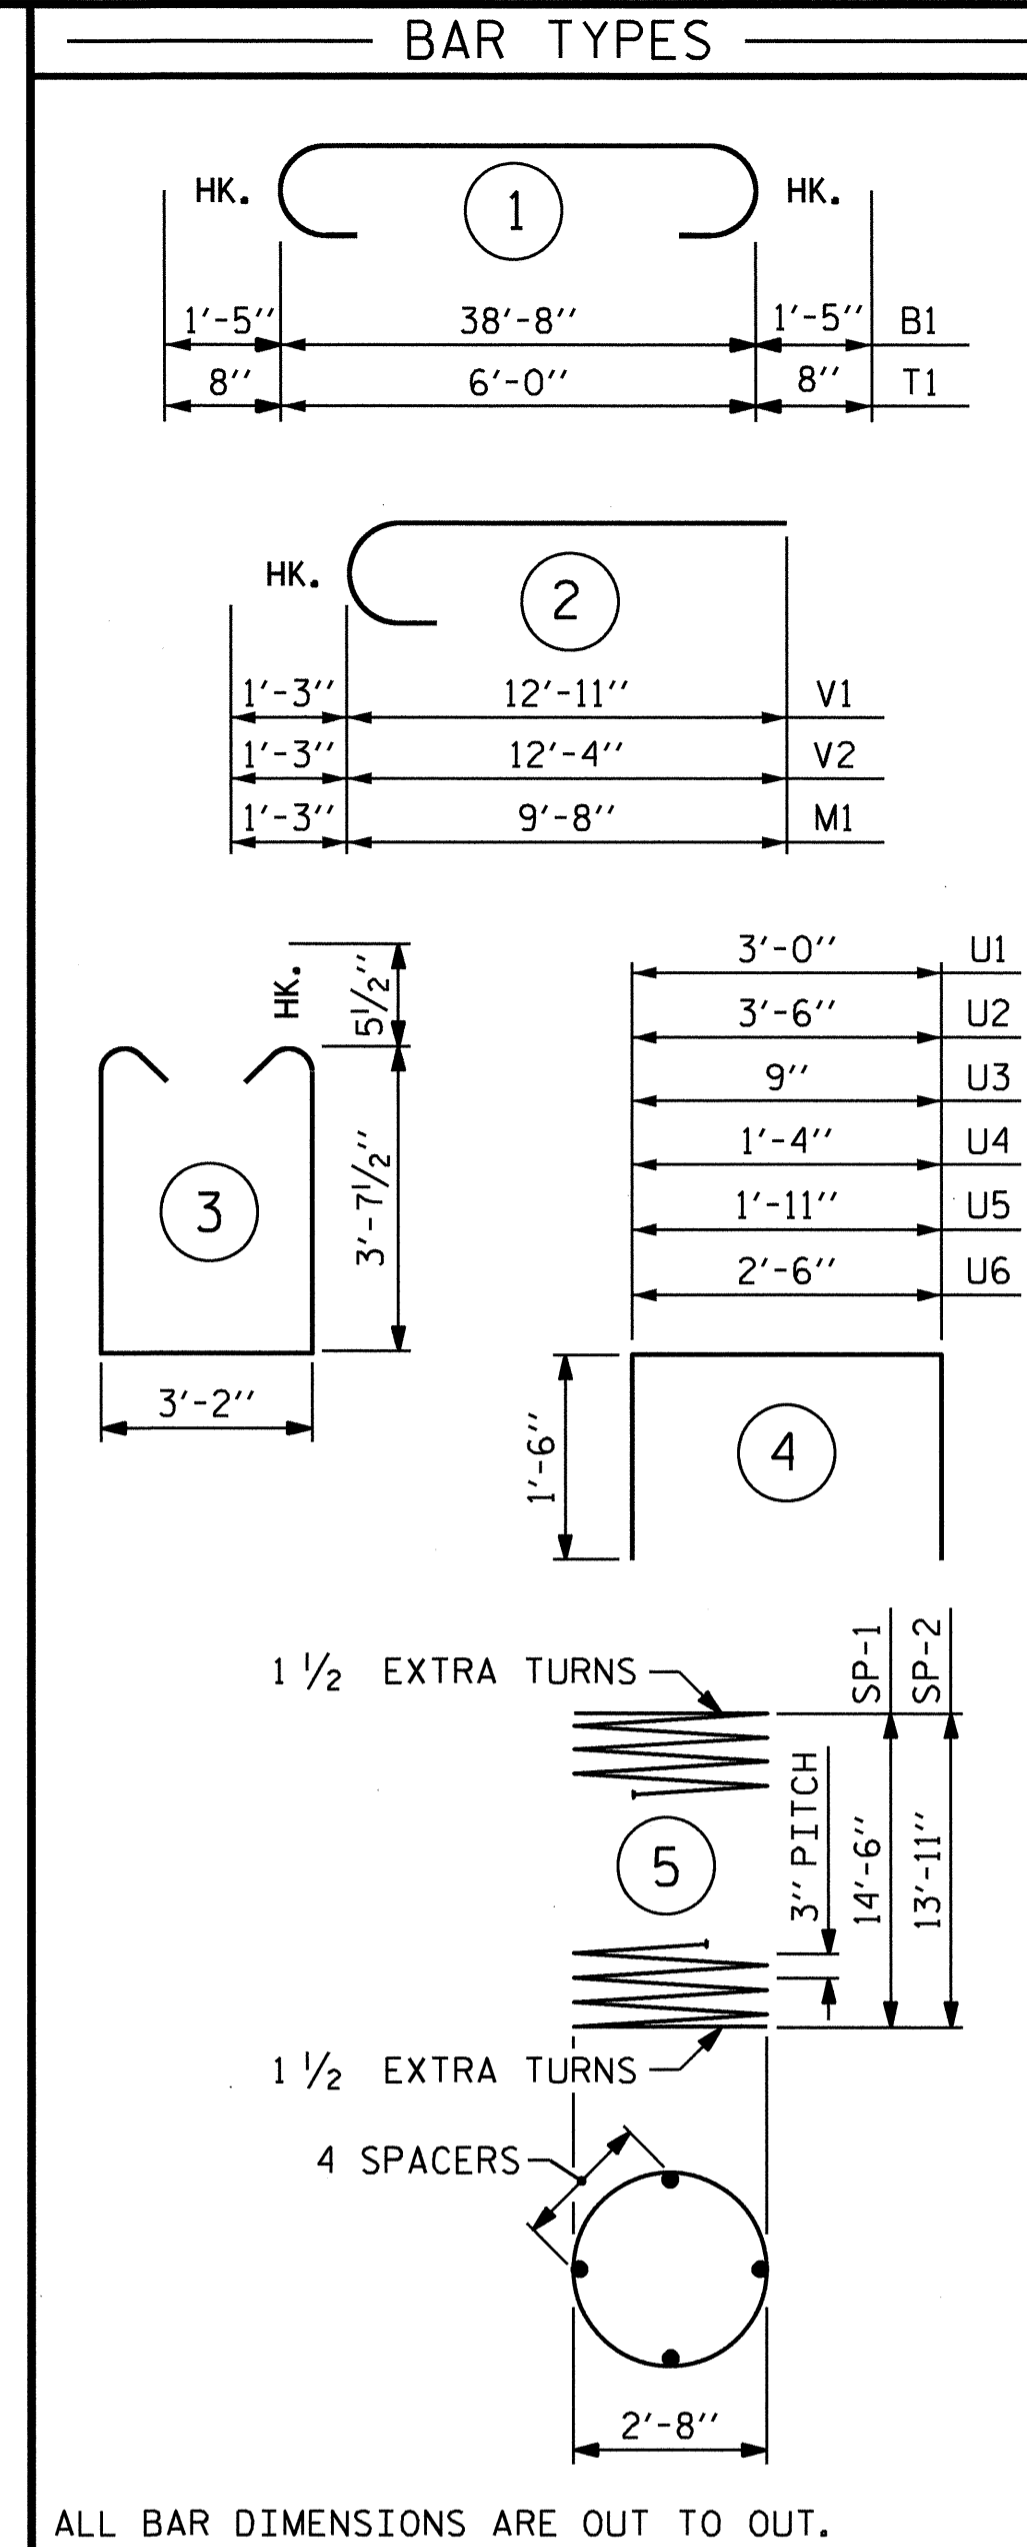 BAR TYPES
HK. 1 HK.
1'-5'' 38'-8'' 1'-5'' B1
8'' 6'-0'' 8'' T1
HK. 2
1'-3'' 12'-11'' V1
1'-3'' 12'-4'' V2
1'-3'' 9'-8'' M1
HK.
5 1/2''
3
3'-7 1/2''
3'-2''
3'-0'' U1
3'-6'' U2
9'' U3
1'-4'' U4
1'-11'' U5
2'-6'' U6
1'-6''
4
1 1/2 EXTRA TURNS
SP-1
SP-2
5
3'' PITCH
14'-6''
13'-11''
1 1/2 EXTRA TURNS
4 SPACERS
2'-8''
ALL BAR DIMENSIONS ARE OUT TO OUT.